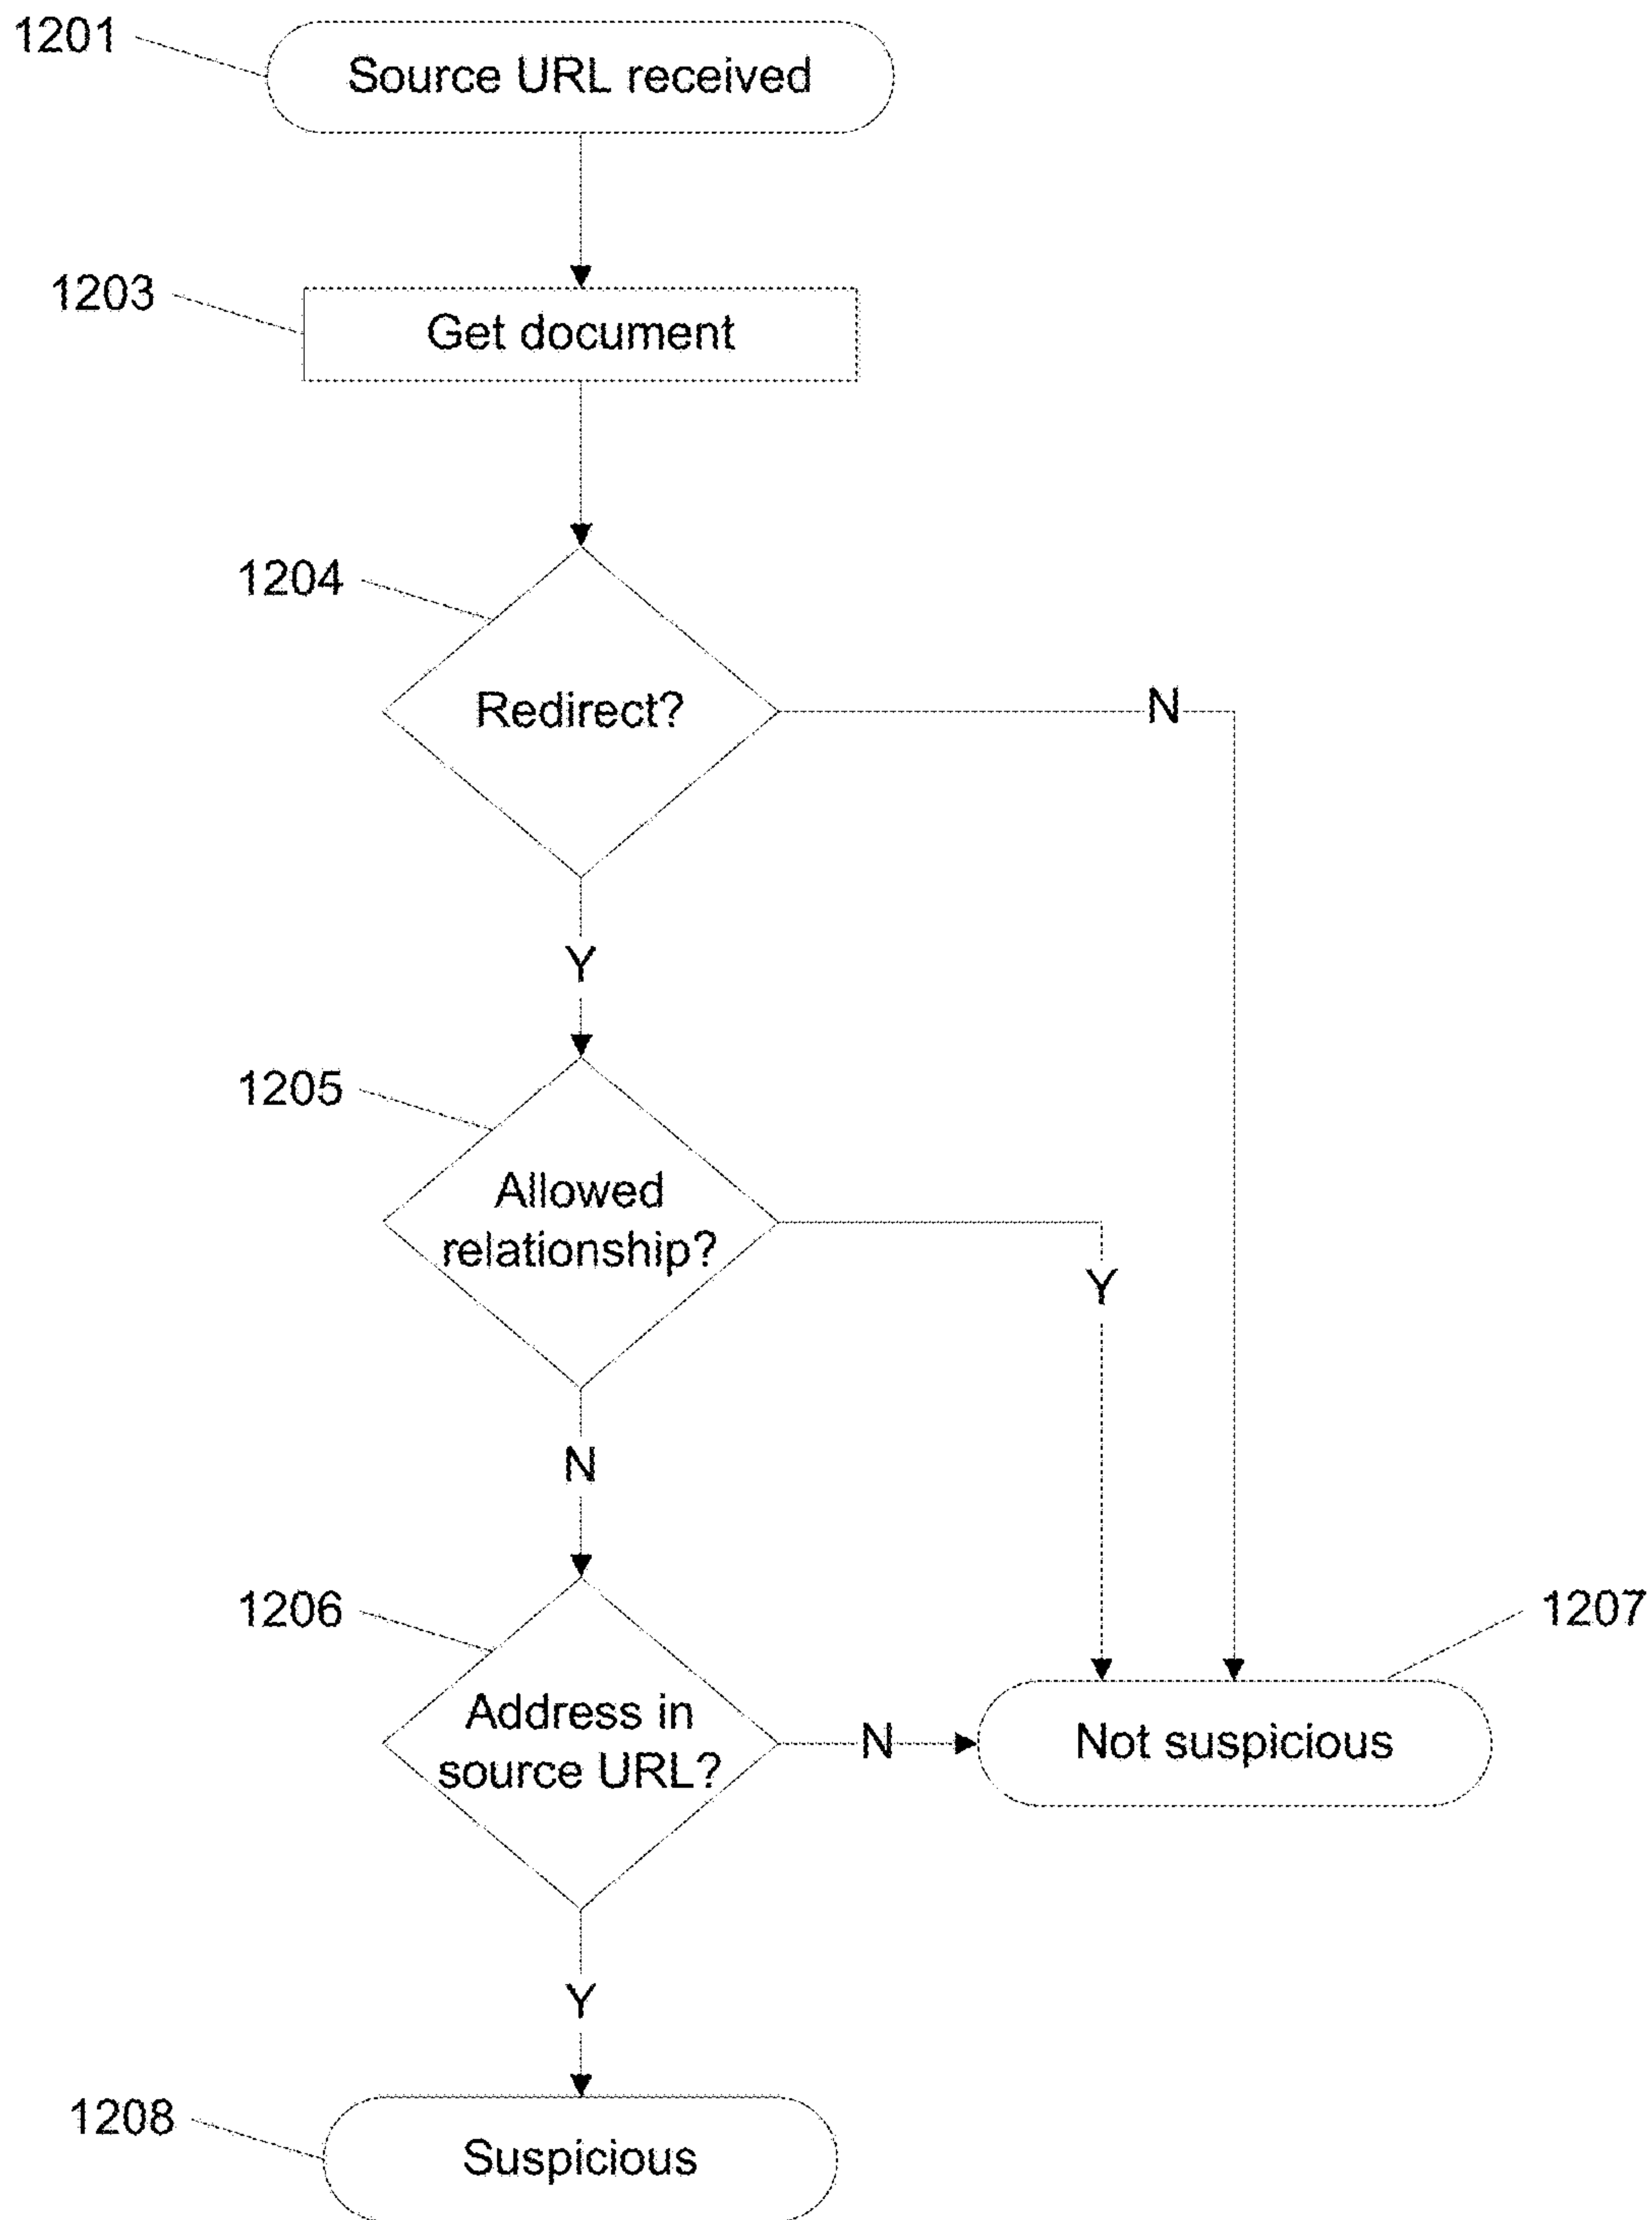 1201
Source URL received
1203
Get document
1204
Redirect?
N
Y
1205
Allowed
relationship?
Y
N
1206
1207
Address in
source URL?
N
Not suspicious
Y
1208
Suspicious